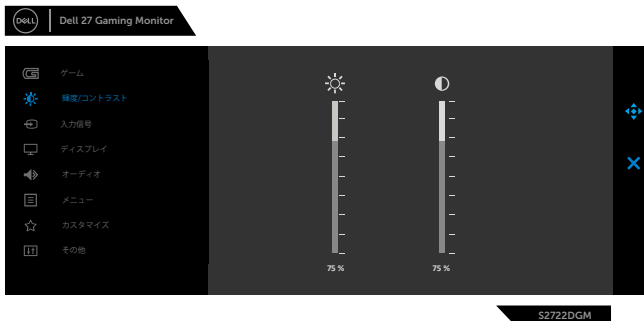 DELL
Dell 27 Gaming Monitor
ゲーム
輝度/コントラスト
入力信号
ディスプレイ
オーディオ
メニュー
カスタマイズ
その他
75 % 75 %
S2722DGM